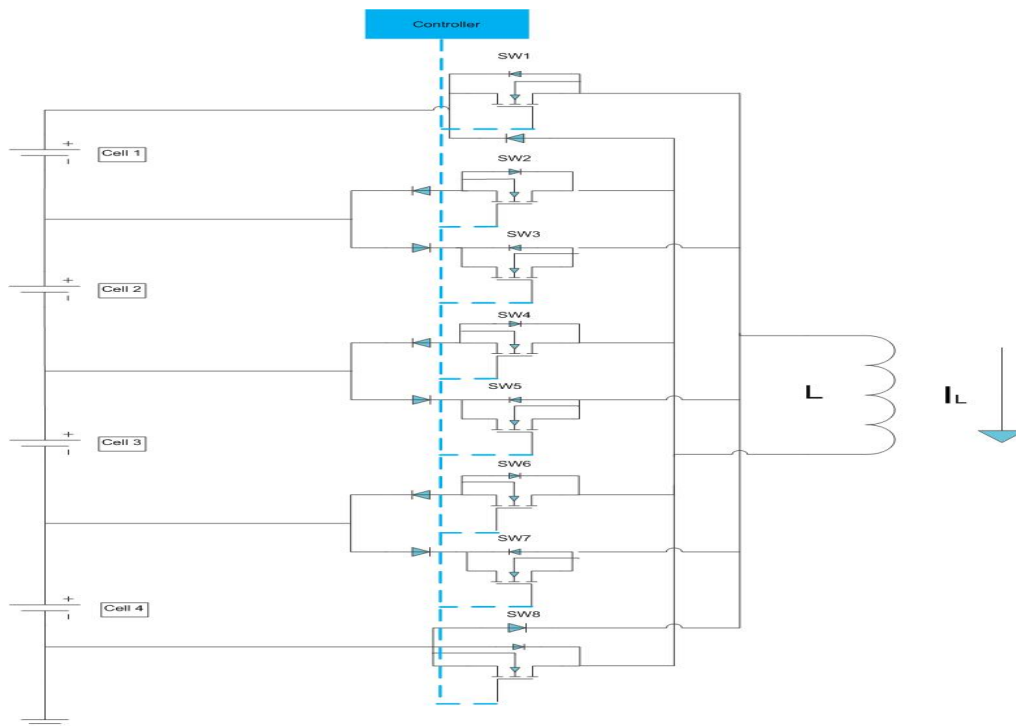 Controller
SW1
+
Cell 1
-
SW2
SW3
+
Cell 2
-
SW4
SW5
L
IL
+
Cell 3
-
SW6
SW7
+
Cell 4
-
SW8